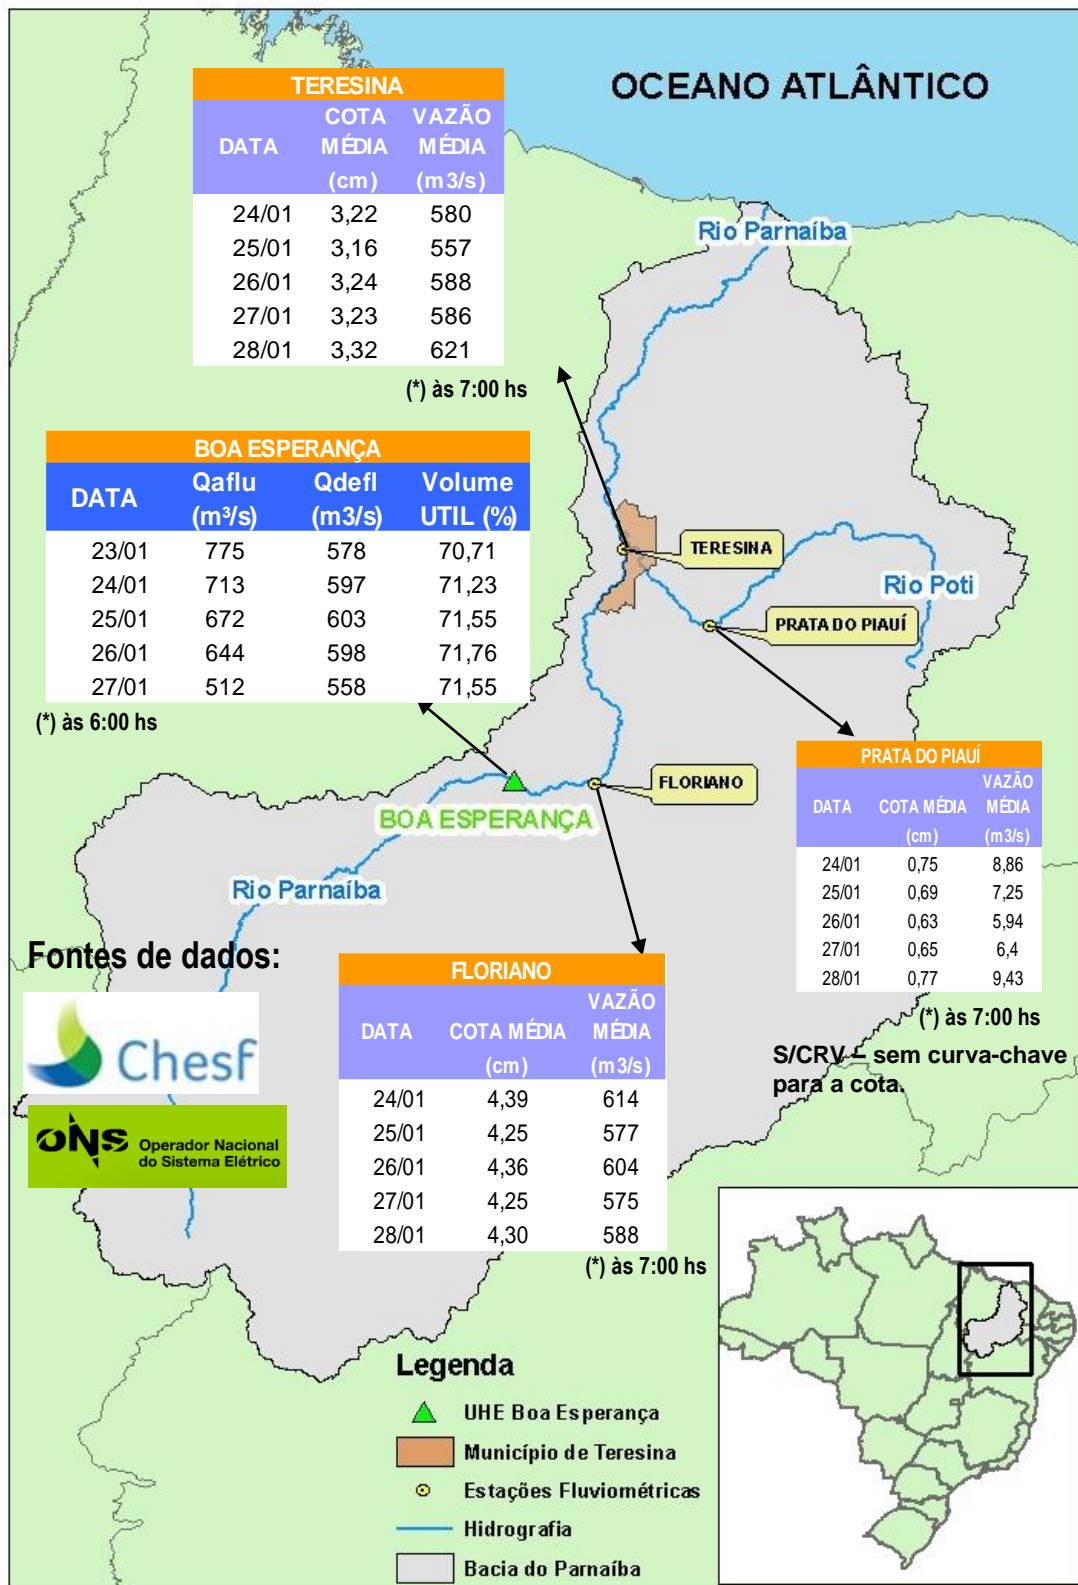 OCEANO ATLÂNTICO
TERESINA
DATA COTA MÉDIA (cm) VAZÃO MÉDIA (m3/s)
24/01 3,22 580
25/01 3,16 557
26/01 3,24 588
27/01 3,23 586
28/01 3,32 621
(*) às 7:00 hs
Rio Parnaíba
BOA ESPERANÇA
DATA Qaflu (m³/s) Qdefl (m3/s) Volume UTIL (%)
23/01 775 578 70,71
24/01 713 597 71,23
25/01 672 603 71,55
26/01 644 598 71,76
27/01 512 558 71,55
(*) às 6:00 hs
TERESINA
Rio Poti
PRATA DO PIAUÍ
FLORIANO
BOA ESPERANÇA
Rio Parnaíba
PRATA DO PIAUÍ
DATA COTA MÉDIA (cm) VAZÃO MÉDIA (m3/s)
24/01 0,75 8,86
25/01 0,69 7,25
26/01 0,63 5,94
27/01 0,65 6,4
28/01 0,77 9,43
(*) às 7:00 hs
S/CRV – sem curva-chave
para a cota.
Fontes de dados:
Chesf
ONS Operador Nacional
do Sistema Elétrico
FLORIANO
DATA COTA MÉDIA (cm) VAZÃO MÉDIA (m3/s)
24/01 4,39 614
25/01 4,25 577
26/01 4,36 604
27/01 4,25 575
28/01 4,30 588
(*) às 7:00 hs
Legenda
UHE Boa Esperança
Município de Teresina
Estações Fluviométricas
Hidrografia
Bacia do Parnaíba